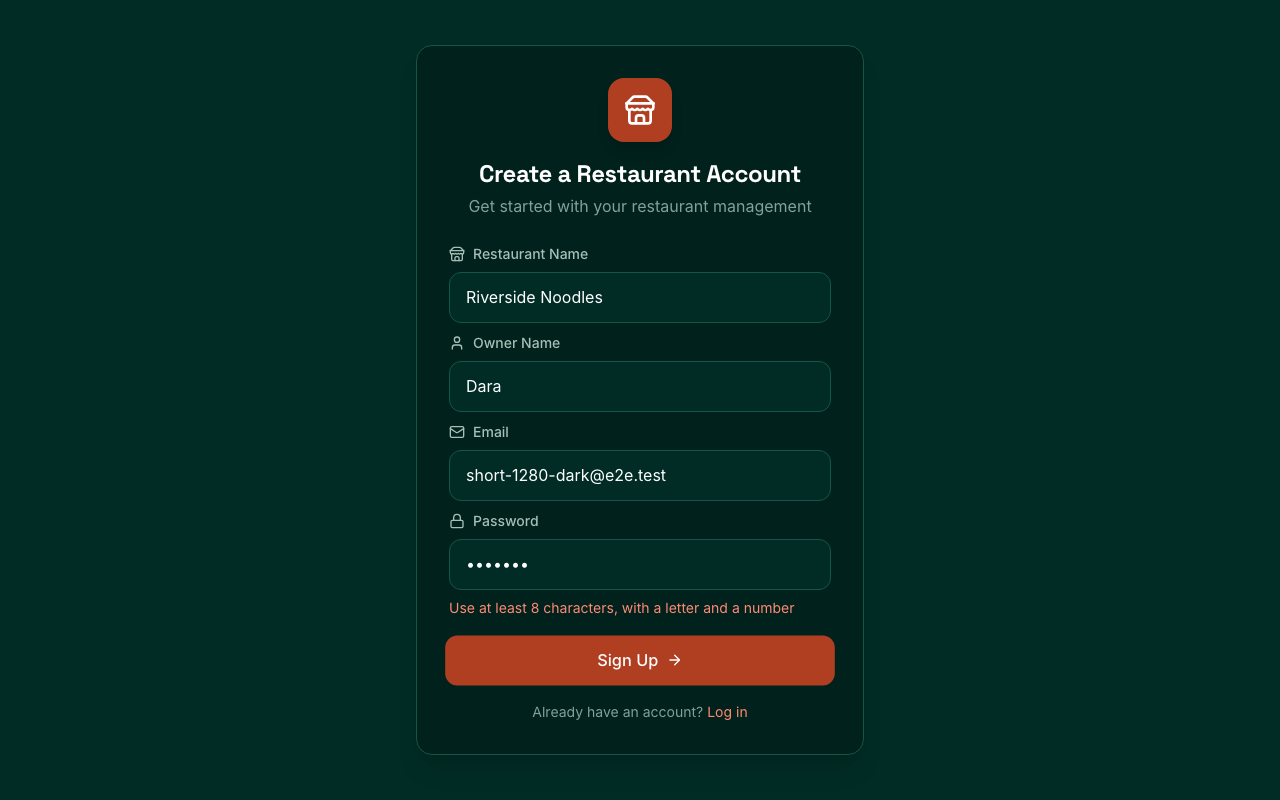 Create a Restaurant Account
Get started with your restaurant management
Restaurant Name
Riverside Noodles
Owner Name
Dara
Email
short-1280-dark@e2e.test
Password
•••••••
Use at least 8 characters, with a letter and a number
Sign Up →
Already have an account? Log in